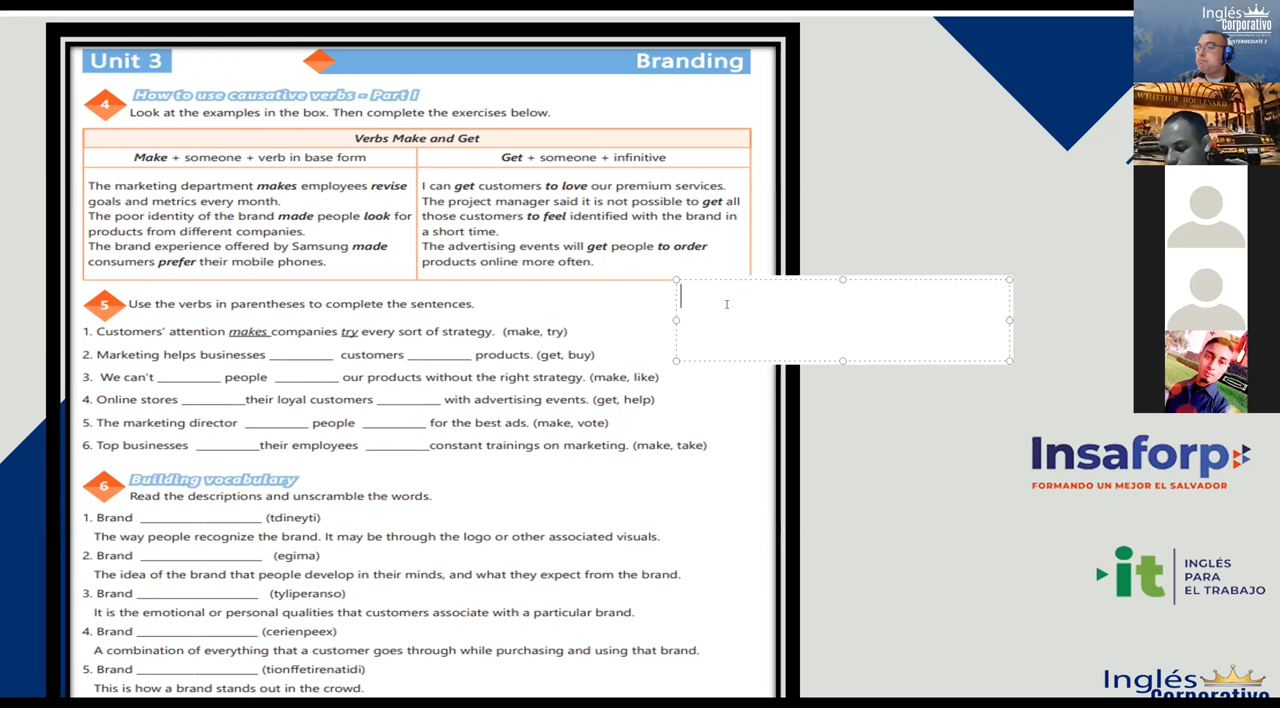 Unit 3
Branding
4
How to use causative verbs – Part I
Look at the examples in the box. Then complete the exercises below.
Verbs Make and Get
Make + someone + verb in base form
Get + someone + infinitive
The marketing department makes employees revise
goals and metrics every month.
The poor identity of the brand made people look for
products from different companies.
The brand experience offered by Samsung made
consumers prefer their mobile phones.
I can get customers to love our premium services.
The project manager said it is not possible to get all
those customers to feel identified with the brand in
a short time.
The advertising events will get people to order
products online more often.
5
Use the verbs in parentheses to complete the sentences.
1. Customers' attention makes companies try every sort of strategy. (make, try)
2. Marketing helps businesses __________ customers __________ products. (get, buy)
3. We can't __________ people __________ our products without the right strategy. (make, like)
4. Online stores __________their loyal customers __________ with advertising events. (get, help)
5. The marketing director __________ people __________ for the best ads. (make, vote)
6. Top businesses __________their employees __________constant trainings on marketing. (make, take)
6
Building vocabulary
Read the descriptions and unscramble the words.
1. Brand ___________________ (tdineyti)
The way people recognize the brand. It may be through the logo or other associated visuals.
2. Brand ___________________ (egima)
The idea of the brand that people develop in their minds, and what they expect from the brand.
3. Brand ___________________ (tyliperanso)
It is the emotional or personal qualities that customers associate with a particular brand.
4. Brand ___________________ (cerienpeex)
A combination of everything that a customer goes through while purchasing and using that brand.
5. Brand ___________________ (tionffetirenatidi)
This is how a brand stands out in the crowd.
Inglés
Corporativo
INTERMEDIATE 3
WHITTIER BOULEVARD
Insaforp
FORMANDO UN MEJOR EL SALVADOR
it
INGLÉS
PARA
EL TRABAJO
Inglés
Corporativo